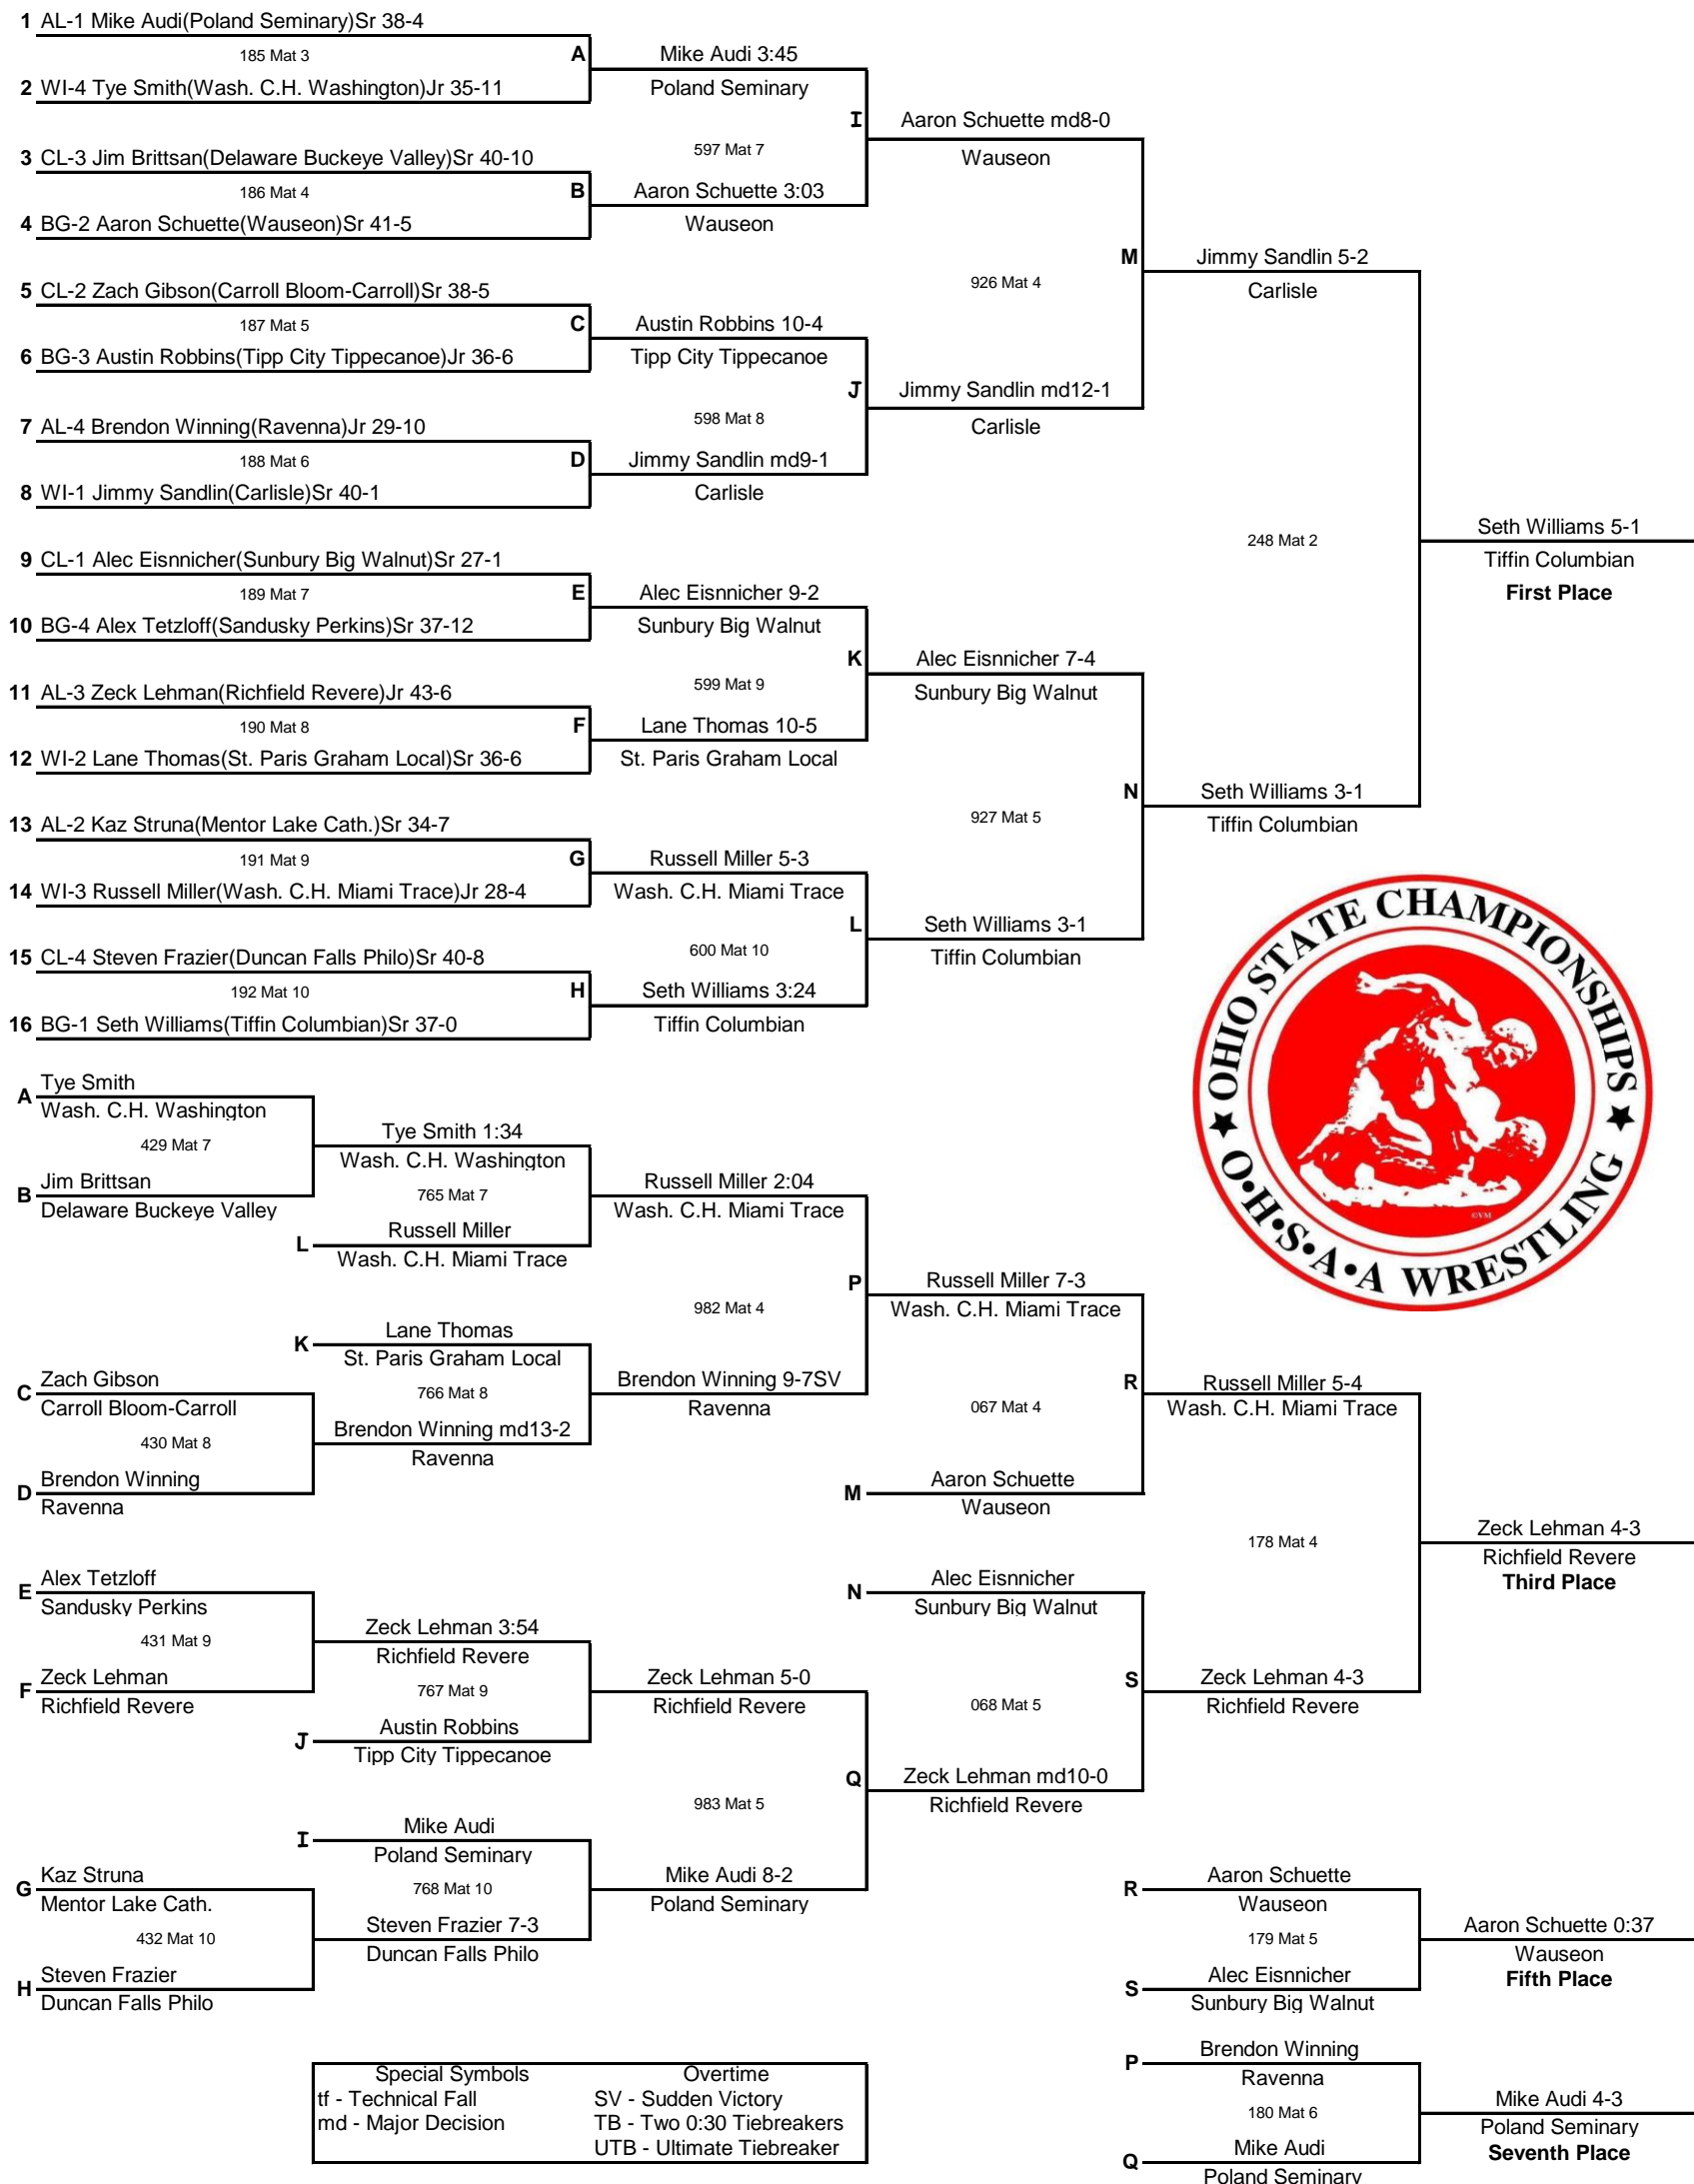 1 AL-1 Mike Audi(Poland Seminary)Sr 38-4
185 Mat 3
A
2 WI-4 Tye Smith(Wash. C.H. Washington)Jr 35-11
Mike Audi 3:45
Poland Seminary
597 Mat 7
I
3 CL-3 Jim Brittsan(Delaware Buckeye Valley)Sr 40-10
186 Mat 4
B
4 BG-2 Aaron Schuette(Wauseon)Sr 41-5
Aaron Schuette 3:03
Wauseon
Aaron Schuette md8-0
Wauseon
926 Mat 4
M
5 CL-2 Zach Gibson(Carroll Bloom-Carroll)Sr 38-5
187 Mat 5
C
6 BG-3 Austin Robbins(Tipp City Tippecanoe)Jr 36-6
Austin Robbins 10-4
Tipp City Tippecanoe
598 Mat 8
J
7 AL-4 Brendon Winning(Ravenna)Jr 29-10
188 Mat 6
D
8 WI-1 Jimmy Sandlin(Carlisle)Sr 40-1
Jimmy Sandlin md9-1
Carlisle
Jimmy Sandlin md12-1
Carlisle
Jimmy Sandlin 5-2
Carlisle
248 Mat 2
Seth Williams 5-1
Tiffin Columbian
First Place
9 CL-1 Alec Eisnnicher(Sunbury Big Walnut)Sr 27-1
189 Mat 7
E
10 BG-4 Alex Tetzloff(Sandusky Perkins)Sr 37-12
Alec Eisnnicher 9-2
Sunbury Big Walnut
599 Mat 9
K
11 AL-3 Zeck Lehman(Richfield Revere)Jr 43-6
190 Mat 8
F
12 WI-2 Lane Thomas(St. Paris Graham Local)Sr 36-6
Lane Thomas 10-5
St. Paris Graham Local
Alec Eisnnicher 7-4
Sunbury Big Walnut
927 Mat 5
N
13 AL-2 Kaz Struna(Mentor Lake Cath.)Sr 34-7
191 Mat 9
G
14 WI-3 Russell Miller(Wash. C.H. Miami Trace)Jr 28-4
Russell Miller 5-3
Wash. C.H. Miami Trace
600 Mat 10
L
15 CL-4 Steven Frazier(Duncan Falls Philo)Sr 40-8
192 Mat 10
H
16 BG-1 Seth Williams(Tiffin Columbian)Sr 37-0
Seth Williams 3:24
Tiffin Columbian
Seth Williams 3-1
Tiffin Columbian
Seth Williams 3-1
Tiffin Columbian
★ OHIO STATE CHAMPIONSHIPS ★
O•H•S•A•A WRESTLING
©VM
A Tye Smith
Wash. C.H. Washington
429 Mat 7
B Jim Brittsan
Delaware Buckeye Valley
Tye Smith 1:34
Wash. C.H. Washington
765 Mat 7
L Russell Miller
Wash. C.H. Miami Trace
Russell Miller 2:04
Wash. C.H. Miami Trace
982 Mat 4
P
K Lane Thomas
St. Paris Graham Local
766 Mat 8
C Zach Gibson
Carroll Bloom-Carroll
430 Mat 8
D Brendon Winning
Ravenna
Brendon Winning md13-2
Ravenna
Brendon Winning 9-7SV
Ravenna
Russell Miller 7-3
Wash. C.H. Miami Trace
067 Mat 4
R
M Aaron Schuette
Wauseon
Russell Miller 5-4
Wash. C.H. Miami Trace
178 Mat 4
Zeck Lehman 4-3
Richfield Revere
Third Place
E Alex Tetzloff
Sandusky Perkins
431 Mat 9
F Zeck Lehman
Richfield Revere
Zeck Lehman 3:54
Richfield Revere
767 Mat 9
J Austin Robbins
Tipp City Tippecanoe
Zeck Lehman 5-0
Richfield Revere
983 Mat 5
Q
N Alec Eisnnicher
Sunbury Big Walnut
068 Mat 5
S
Zeck Lehman md10-0
Richfield Revere
Zeck Lehman 4-3
Richfield Revere
I Mike Audi
Poland Seminary
768 Mat 10
G Kaz Struna
Mentor Lake Cath.
432 Mat 10
H Steven Frazier
Duncan Falls Philo
Steven Frazier 7-3
Duncan Falls Philo
Mike Audi 8-2
Poland Seminary
R Aaron Schuette
Wauseon
179 Mat 5
S Alec Eisnnicher
Sunbury Big Walnut
Aaron Schuette 0:37
Wauseon
Fifth Place
P Brendon Winning
Ravenna
180 Mat 6
Q Mike Audi
Poland Seminary
Mike Audi 4-3
Poland Seminary
Seventh Place
Special Symbols
tf - Technical Fall
md - Major Decision
Overtime
SV - Sudden Victory
TB - Two 0:30 Tiebreakers
UTB - Ultimate Tiebreaker